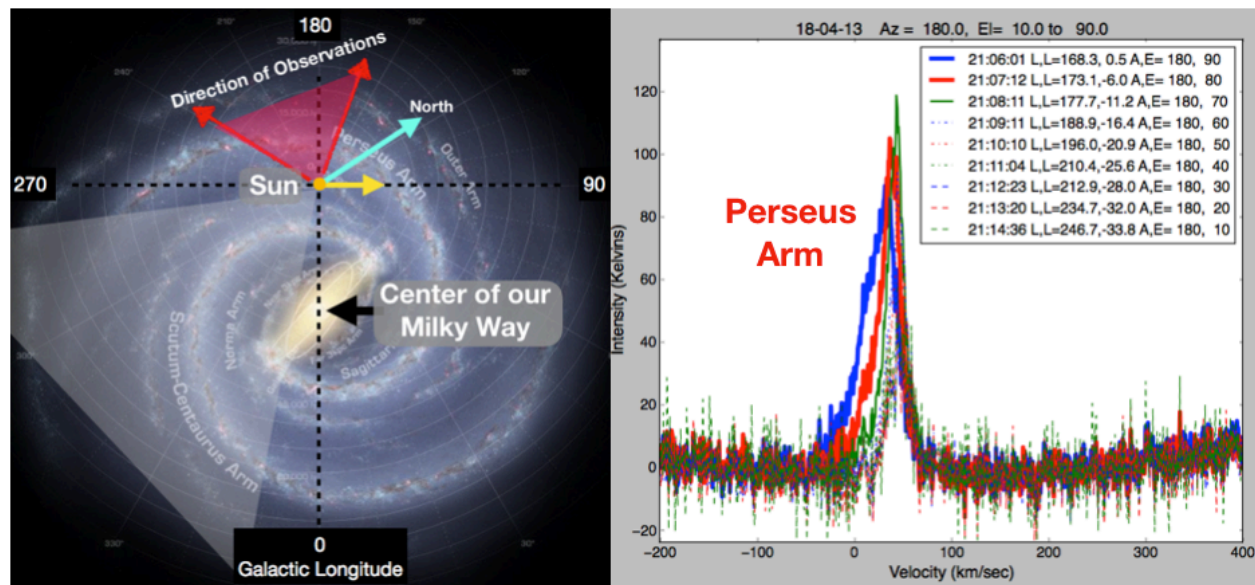 180
210°
150°
240°
120°
Direction of Observations
North
Perseus Arm
Outer Arm
270
Sun
90
Center of our
Milky Way
Norma Arm
Sagittar
Scutum-Centaurus Arm
300°
330°
30°
0
Galactic Longitude
18-04-13 Az = 180.0, El= 10.0 to 90.0
21:06:01 L,L=168.3, 0.5 A,E= 180, 90
21:07:12 L,L=173.1,-6.0 A,E= 180, 80
21:08:11 L,L=177.7,-11.2 A,E= 180, 70
21:09:11 L,L=188.9,-16.4 A,E= 180, 60
21:10:10 L,L=196.0,-20.9 A,E= 180, 50
21:11:04 L,L=210.4,-25.6 A,E= 180, 40
21:12:23 L,L=212.9,-28.0 A,E= 180, 30
21:13:20 L,L=234.7,-32.0 A,E= 180, 20
21:14:36 L,L=246.7,-33.8 A,E= 180, 10
Perseus
Arm
Intensity (Kelvins)
120
100
80
60
40
20
0
−20
−200
−100
0
100
200
300
400
Velocity (km/sec)